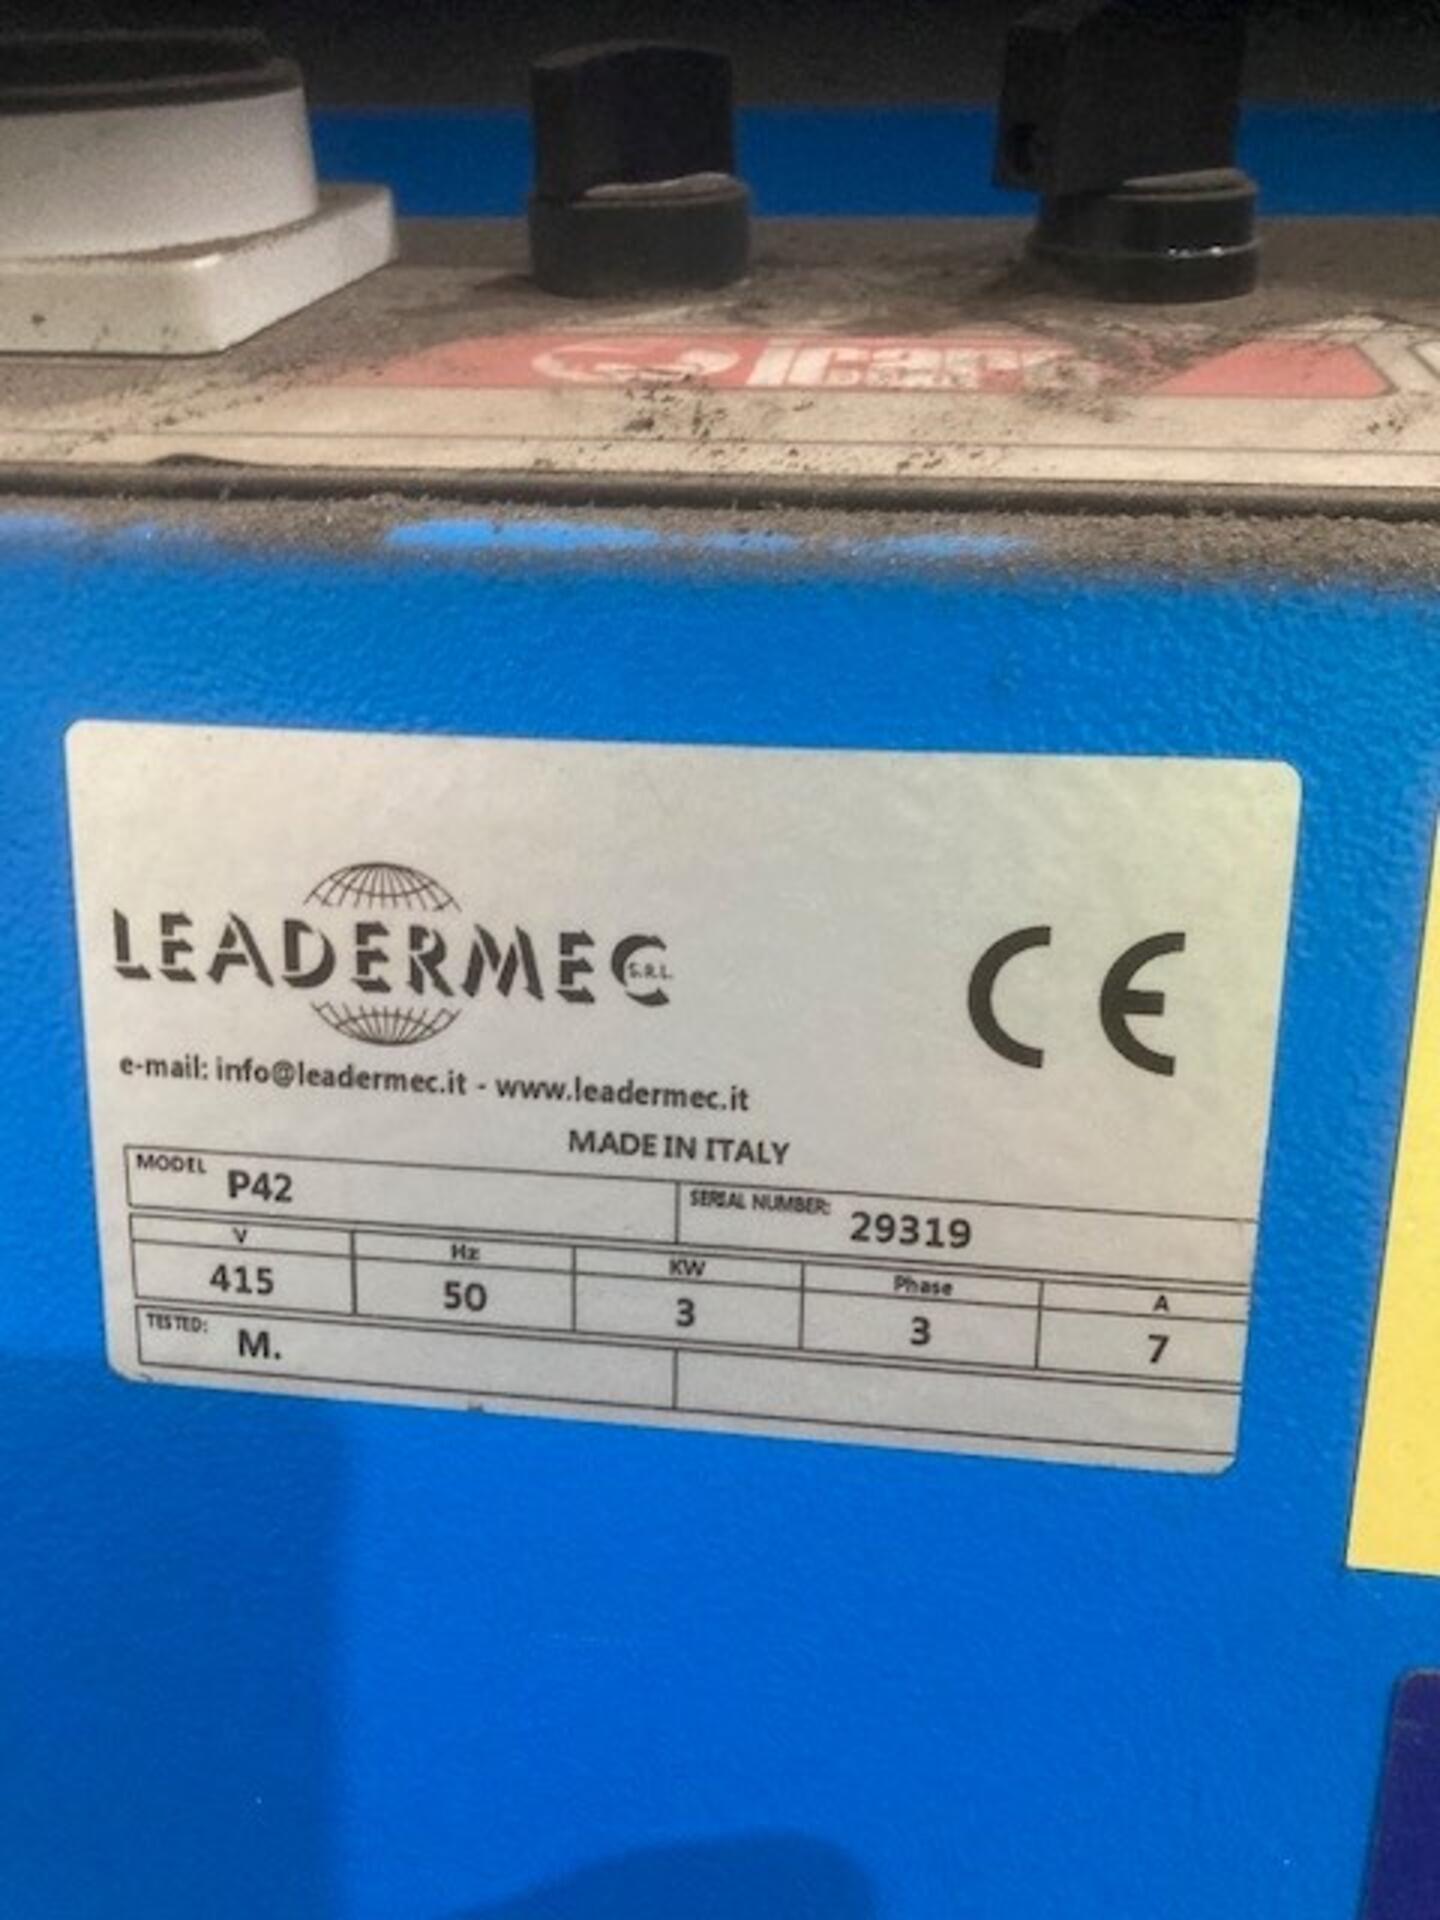 icaro
LEADERMEC S.R.L.
CE
e-mail: info@leadermec.it - www.leadermec.it
MADE IN ITALY
MODEL P42 SERIAL NUMBER: 29319
V Hz KW Phase A
415 50 3 3 7
TESTED: M.